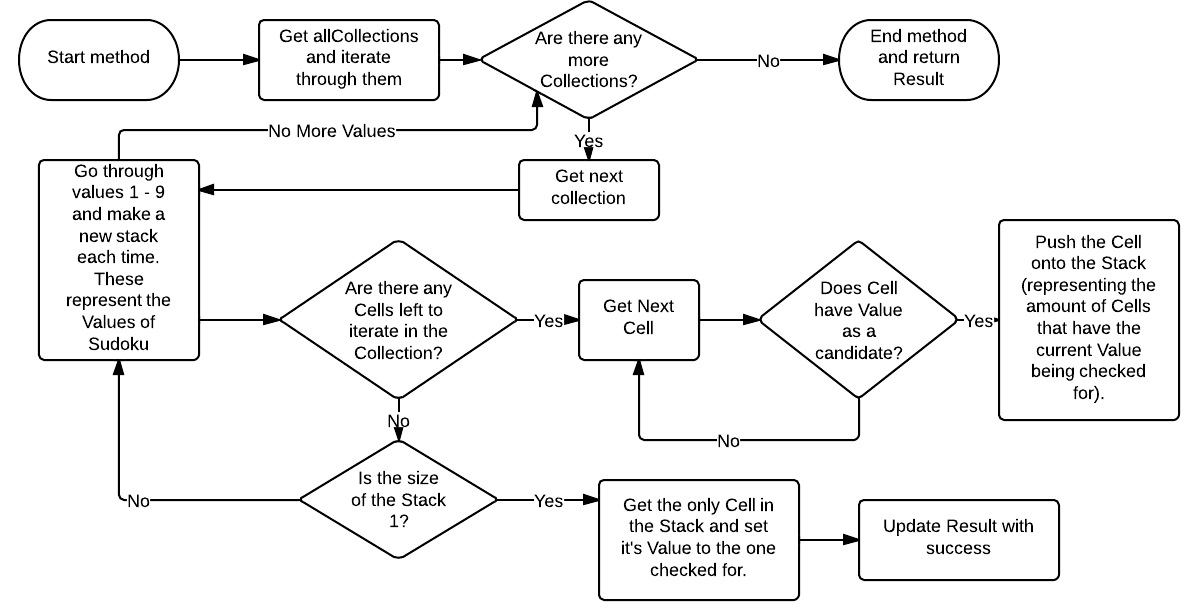 Start method
Get allCollections
and iterate
through them
Are there any
more
Collections?
No
End method
and return
Result
No More Values
Yes
Get next
collection
Go through
values 1 - 9
and make a
new stack
each time.
These
represent the
Values of
Sudoku
Are there any
Cells left to
iterate in the
Collection?
Yes
Get Next
Cell
Does Cell
have Value
as a
candidate?
Yes
Push the Cell
onto the Stack
(representing the
amount of Cells
that have the
current Value
being checked
for).
No
No
Is the size
of the Stack
1?
No
Yes
Get the only Cell in
the Stack and set
it's Value to the one
checked for.
Update Result with
success